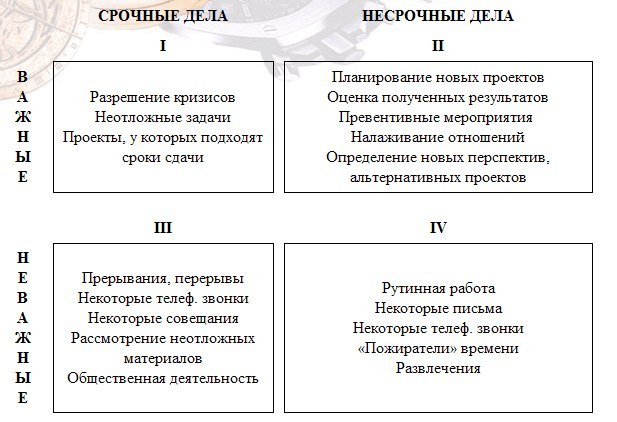 СРОЧНЫЕ ДЕЛА
НЕСРОЧНЫЕ ДЕЛА
I
II
В
А
Ж
Н
Ы
Е
Разрешение кризисов
Неотложные задачи
Проекты, у которых подходят
сроки сдачи
Планирование новых проектов
Оценка полученных результатов
Превентивные мероприятия
Налаживание отношений
Определение новых перспектив,
альтернативных проектов
III
IV
Н
Е
В
А
Ж
Н
Ы
Е
Прерывания, перерывы
Некоторые телеф. звонки
Некоторые совещания
Рассмотрение неотложных
материалов
Общественная деятельность
Рутинная работа
Некоторые письма
Некоторые телеф. звонки
«Пожиратели» времени
Развлечения